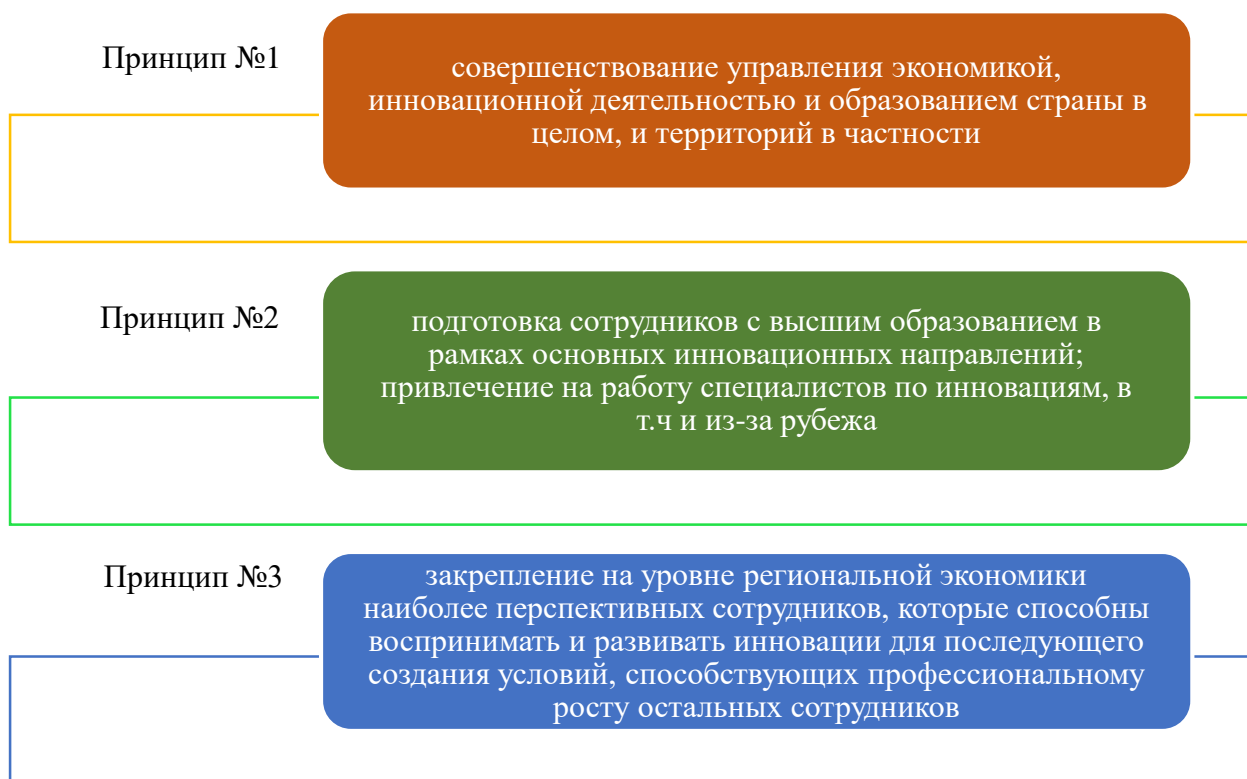 Принцип №1
совершенствование управления экономикой,
инновационной деятельностью и образованием страны в
целом, и территорий в частности
Принцип №2
подготовка сотрудников с высшим образованием в
рамках основных инновационных направлений;
привлечение на работу специалистов по инновациям, в
т.ч и из-за рубежа
Принцип №3
закрепление на уровне региональной экономики
наиболее перспективных сотрудников, которые способны
воспринимать и развивать инновации для последующего
создания условий, способствующих профессиональному
росту остальных сотрудников